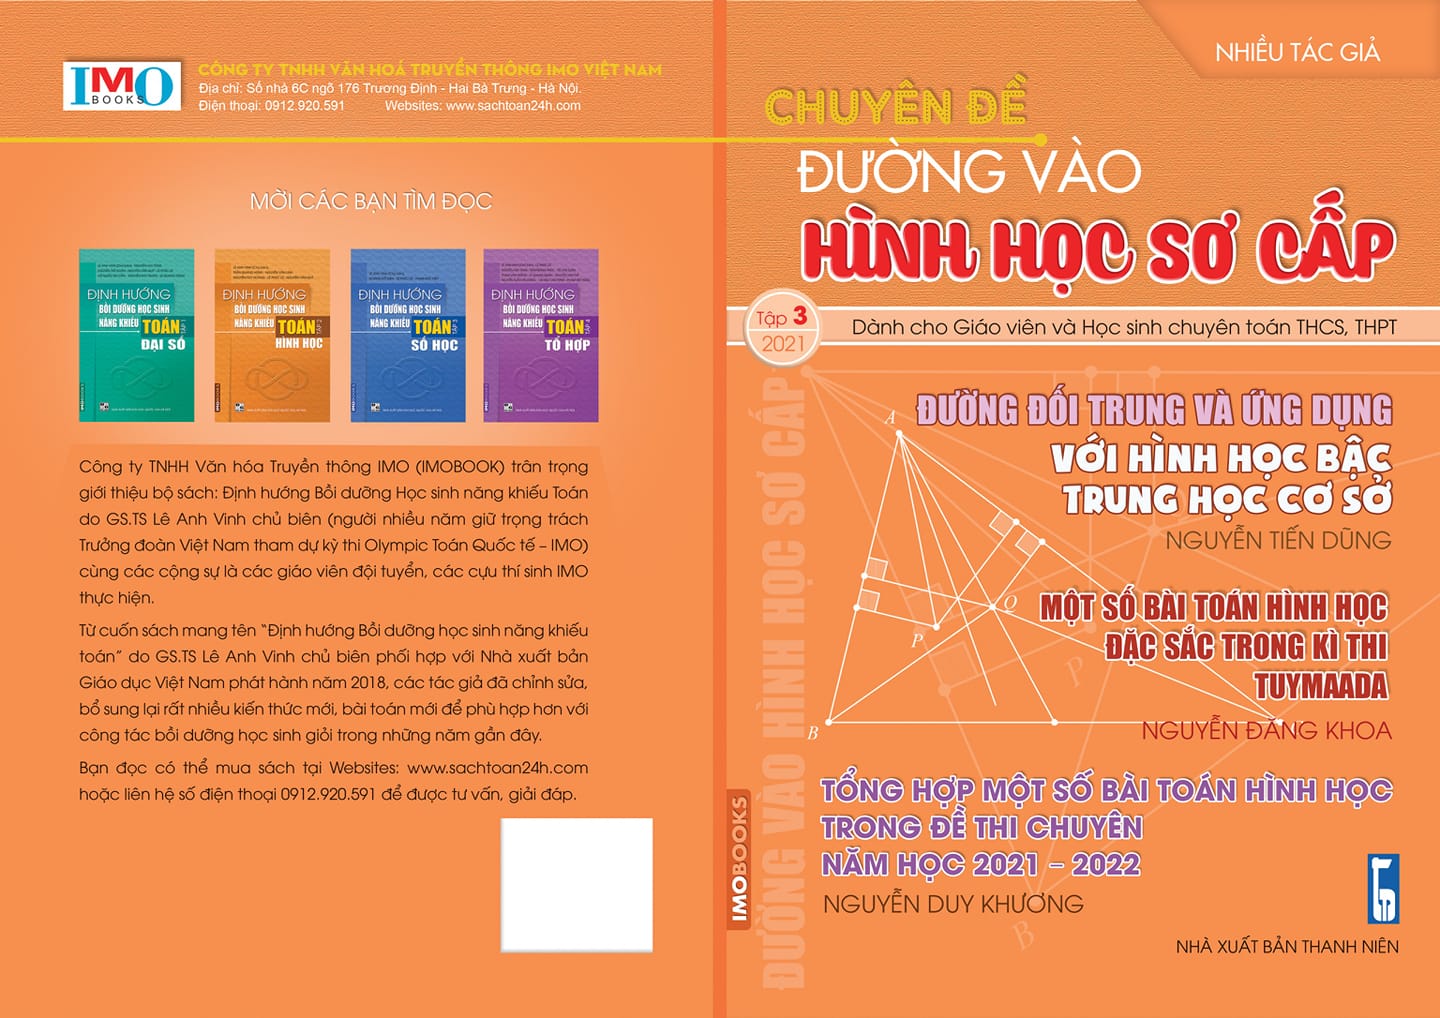 IMO
BOOKS
CÔNG TY TNHH VĂN HOÁ TRUYỀN THÔNG IMO VIỆT NAM
Địa chỉ: Số nhà 6C ngõ 176 Trương Định - Hai Bà Trưng - Hà Nội.
Điện thoại: 0912.920.591 Websites: www.sachtoan24h.com
MỜI CÁC BẠN TÌM ĐỌC
ĐỊNH HƯỚNG
BỒI DƯỠNG HỌC SINH
NĂNG KHIẾU TOÁN TẬP 1
ĐẠI SỐ
ĐỊNH HƯỚNG
BỒI DƯỠNG HỌC SINH
NĂNG KHIẾU TOÁN TẬP 2
HÌNH HỌC
ĐỊNH HƯỚNG
BỒI DƯỠNG HỌC SINH
NĂNG KHIẾU TOÁN TẬP 3
SỐ HỌC
ĐỊNH HƯỚNG
BỒI DƯỠNG HỌC SINH
NĂNG KHIẾU TOÁN TẬP 4
TỔ HỢP
Công ty TNHH Văn hóa Truyền thông IMO (IMOBOOK) trân trọng
giới thiệu bộ sách: Định hướng Bồi dưỡng Học sinh năng khiếu Toán
do GS.TS Lê Anh Vinh chủ biên (người nhiều năm giữ trọng trách
Trưởng đoàn Việt Nam tham dự kỳ thi Olympic Toán Quốc tế – IMO)
cùng các cộng sự là các giáo viên đội tuyển, các cựu thí sinh IMO
thực hiện.
Từ cuốn sách mang tên “Định hướng Bồi dưỡng học sinh năng khiếu
toán” do GS.TS Lê Anh Vinh chủ biên phối hợp với Nhà xuất bản
Giáo dục Việt Nam phát hành năm 2018, các tác giả đã chỉnh sửa,
bổ sung lại rất nhiều kiến thức mới, bài toán mới để phù hợp hơn với
công tác bồi dưỡng học sinh giỏi trong những năm gần đây.
Bạn đọc có thể mua sách tại Websites: www.sachtoan24h.com
hoặc liên hệ số điện thoại 0912.920.591 để được tư vấn, giải đáp.
IMOBOOKS
ĐƯỜNG VÀO HÌNH HỌC SƠ CẤP
NHIỀU TÁC GIẢ
CHUYÊN ĐỀ
ĐƯỜNG VÀO
HÌNH HỌC SƠ CẤP
Tập 3
2021
Dành cho Giáo viên và Học sinh chuyên toán THCS, THPT
ĐƯỜNG ĐỐI TRUNG VÀ ỨNG DỤNG
VỚI HÌNH HỌC BẬC
TRUNG HỌC CƠ SỞ
NGUYỄN TIẾN DŨNG
A
Q
P
B
P
B
MỘT SỐ BÀI TOÁN HÌNH HỌC
ĐẶC SẮC TRONG KÌ THI
TUYMAADA
NGUYỄN ĐĂNG KHOA
TỔNG HỢP MỘT SỐ BÀI TOÁN HÌNH HỌC
TRONG ĐỀ THI CHUYÊN
NĂM HỌC 2021 – 2022
NGUYỄN DUY KHƯƠNG
NHÀ XUẤT BẢN THANH NIÊN